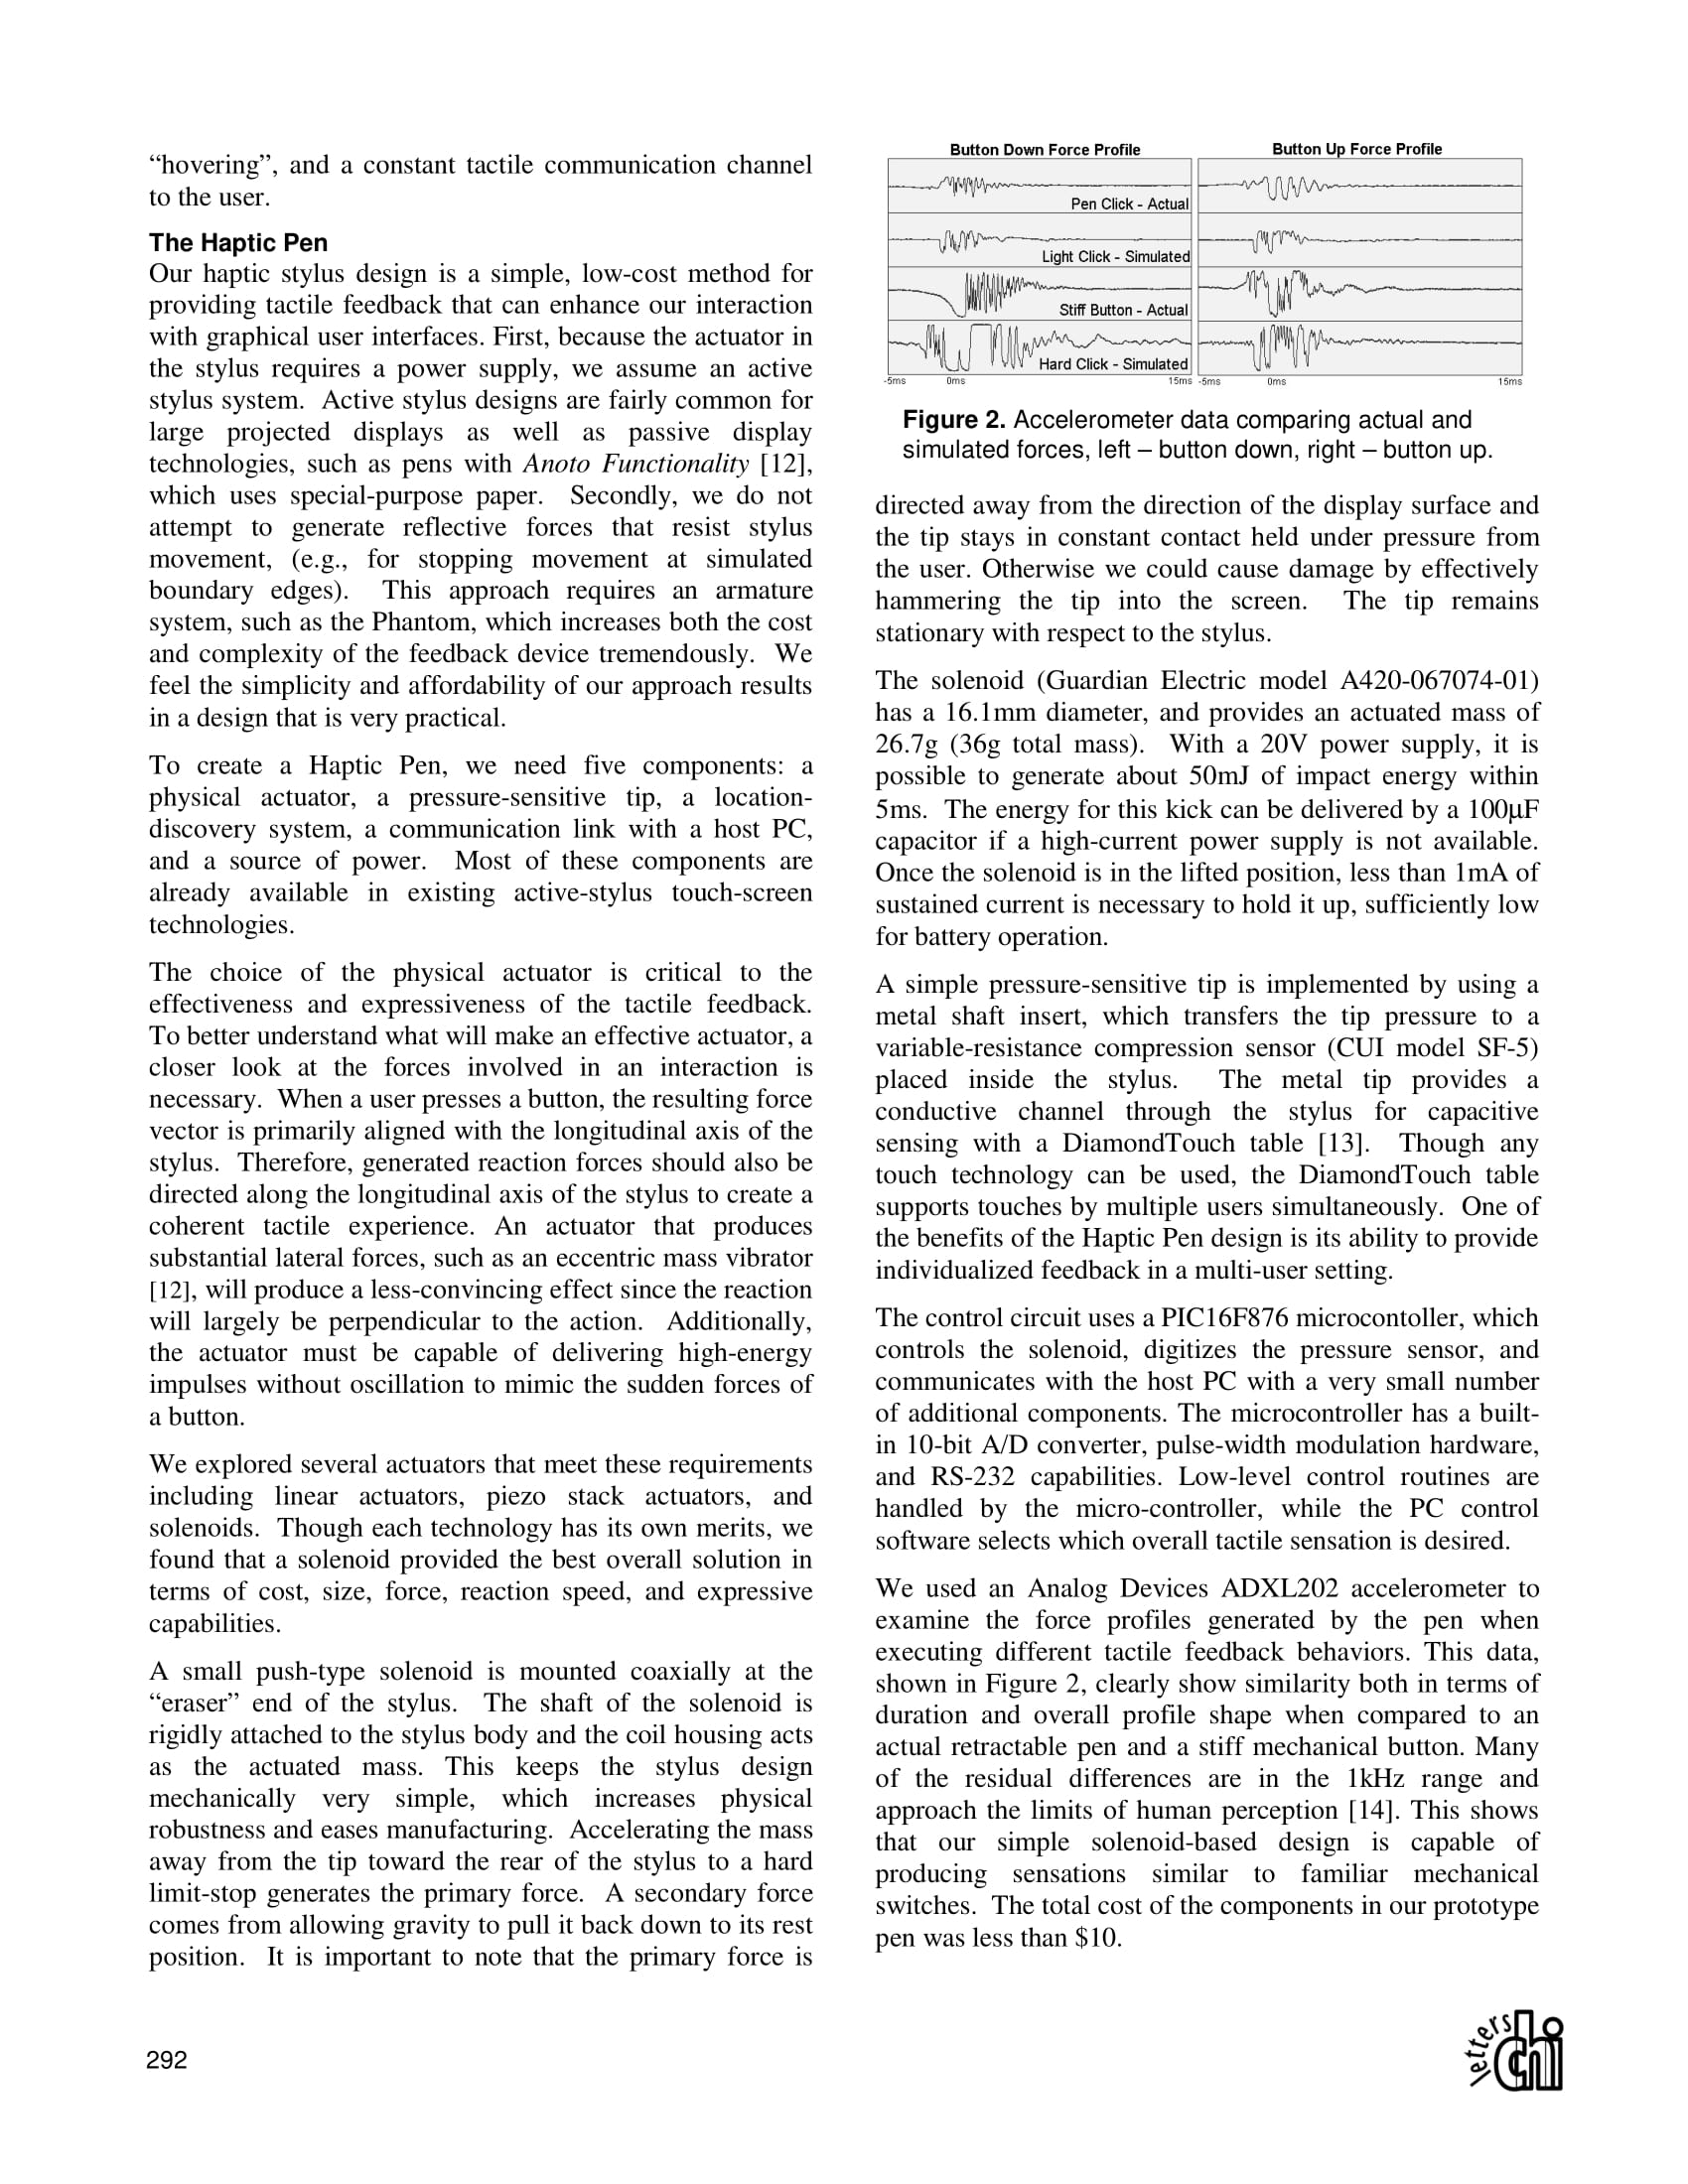 “hovering”, and a constant tactile communication channel
to the user.
The Haptic Pen
Our haptic stylus design is a simple, low-cost method for
providing tactile feedback that can enhance our interaction
with graphical user interfaces. First, because the actuator in
the stylus requires a power supply, we assume an active
stylus system. Active stylus designs are fairly common for
large projected displays as well as passive display
technologies, such as pens with Anoto Functionality [12],
which uses special-purpose paper. Secondly, we do not
attempt to generate reflective forces that resist stylus
movement, (e.g., for stopping movement at simulated
boundary edges). This approach requires an armature
system, such as the Phantom, which increases both the cost
and complexity of the feedback device tremendously. We
feel the simplicity and affordability of our approach results
in a design that is very practical.
To create a Haptic Pen, we need five components: a
physical actuator, a pressure-sensitive tip, a location-
discovery system, a communication link with a host PC,
and a source of power. Most of these components are
already available in existing active-stylus touch-screen
technologies.
The choice of the physical actuator is critical to the
effectiveness and expressiveness of the tactile feedback.
To better understand what will make an effective actuator, a
closer look at the forces involved in an interaction is
necessary. When a user presses a button, the resulting force
vector is primarily aligned with the longitudinal axis of the
stylus. Therefore, generated reaction forces should also be
directed along the longitudinal axis of the stylus to create a
coherent tactile experience. An actuator that produces
substantial lateral forces, such as an eccentric mass vibrator
[12], will produce a less-convincing effect since the reaction
will largely be perpendicular to the action. Additionally,
the actuator must be capable of delivering high-energy
impulses without oscillation to mimic the sudden forces of
a button.
We explored several actuators that meet these requirements
including linear actuators, piezo stack actuators, and
solenoids. Though each technology has its own merits, we
found that a solenoid provided the best overall solution in
terms of cost, size, force, reaction speed, and expressive
capabilities.
A small push-type solenoid is mounted coaxially at the
“eraser” end of the stylus. The shaft of the solenoid is
rigidly attached to the stylus body and the coil housing acts
as the actuated mass. This keeps the stylus design
mechanically very simple, which increases physical
robustness and eases manufacturing. Accelerating the mass
away from the tip toward the rear of the stylus to a hard
limit-stop generates the primary force. A secondary force
comes from allowing gravity to pull it back down to its rest
position. It is important to note that the primary force is
Button Down Force Profile
Button Up Force Profile
Pen Click - Actual
Light Click - Simulated
Stiff Button - Actual
Hard Click - Simulated
-5ms 0ms 15ms -5ms 0ms 15ms
Figure 2. Accelerometer data comparing actual and
simulated forces, left – button down, right – button up.
directed away from the direction of the display surface and
the tip stays in constant contact held under pressure from
the user. Otherwise we could cause damage by effectively
hammering the tip into the screen. The tip remains
stationary with respect to the stylus.
The solenoid (Guardian Electric model A420-067074-01)
has a 16.1mm diameter, and provides an actuated mass of
26.7g (36g total mass). With a 20V power supply, it is
possible to generate about 50mJ of impact energy within
5ms. The energy for this kick can be delivered by a 100μF
capacitor if a high-current power supply is not available.
Once the solenoid is in the lifted position, less than 1mA of
sustained current is necessary to hold it up, sufficiently low
for battery operation.
A simple pressure-sensitive tip is implemented by using a
metal shaft insert, which transfers the tip pressure to a
variable-resistance compression sensor (CUI model SF-5)
placed inside the stylus. The metal tip provides a
conductive channel through the stylus for capacitive
sensing with a DiamondTouch table [13]. Though any
touch technology can be used, the DiamondTouch table
supports touches by multiple users simultaneously. One of
the benefits of the Haptic Pen design is its ability to provide
individualized feedback in a multi-user setting.
The control circuit uses a PIC16F876 microcontoller, which
controls the solenoid, digitizes the pressure sensor, and
communicates with the host PC with a very small number
of additional components. The microcontroller has a built-
in 10-bit A/D converter, pulse-width modulation hardware,
and RS-232 capabilities. Low-level control routines are
handled by the micro-controller, while the PC control
software selects which overall tactile sensation is desired.
We used an Analog Devices ADXL202 accelerometer to
examine the force profiles generated by the pen when
executing different tactile feedback behaviors. This data,
shown in Figure 2, clearly show similarity both in terms of
duration and overall profile shape when compared to an
actual retractable pen and a stiff mechanical button. Many
of the residual differences are in the 1kHz range and
approach the limits of human perception [14]. This shows
that our simple solenoid-based design is capable of
producing sensations similar to familiar mechanical
switches. The total cost of the components in our prototype
pen was less than $10.
292
letters chi